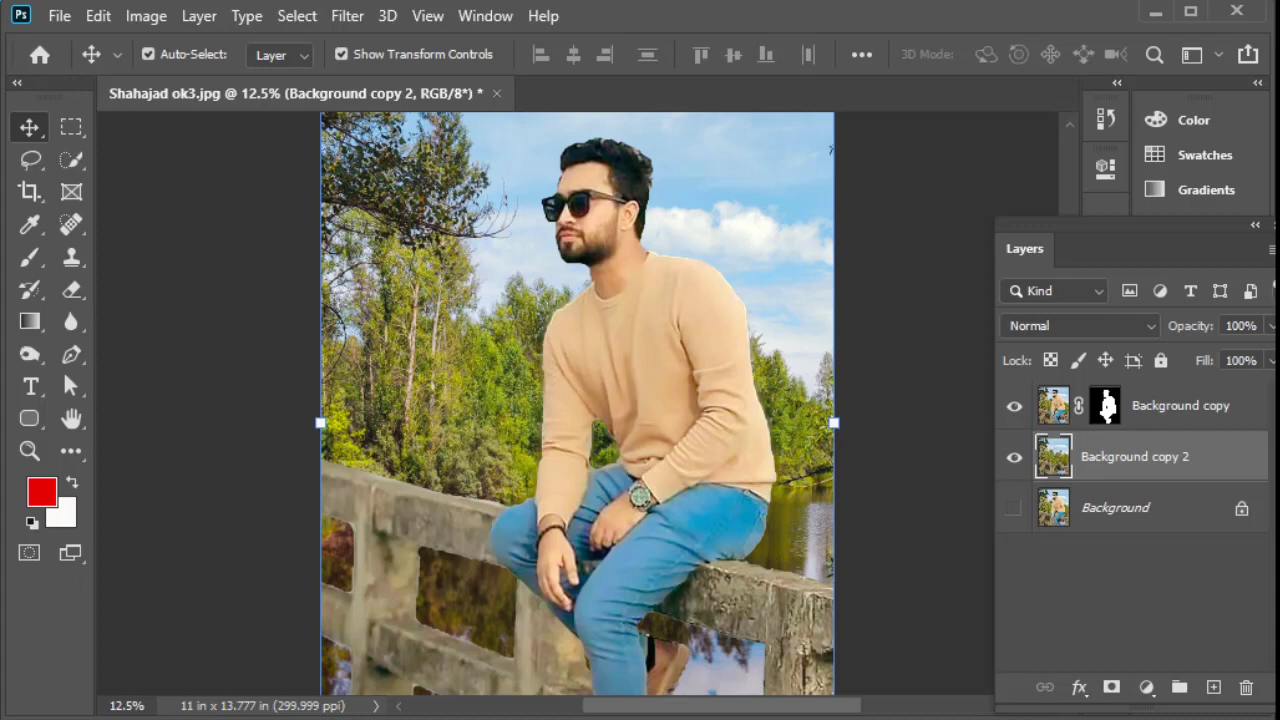 Ps File Edit Image Layer Type Select Filter 3D View Window Help
Auto-Select: Layer Show Transform Controls 3D Mode:
Shahajad ok3.jpg @ 12.5% (Background copy 2, RGB/8*) *
Color
Swatches
Gradients
Layers
Kind
Normal Opacity: 100%
Lock: Fill: 100%
Background copy
Background copy 2
Background
12.5% 11 in x 13.777 in (299.999 ppi)